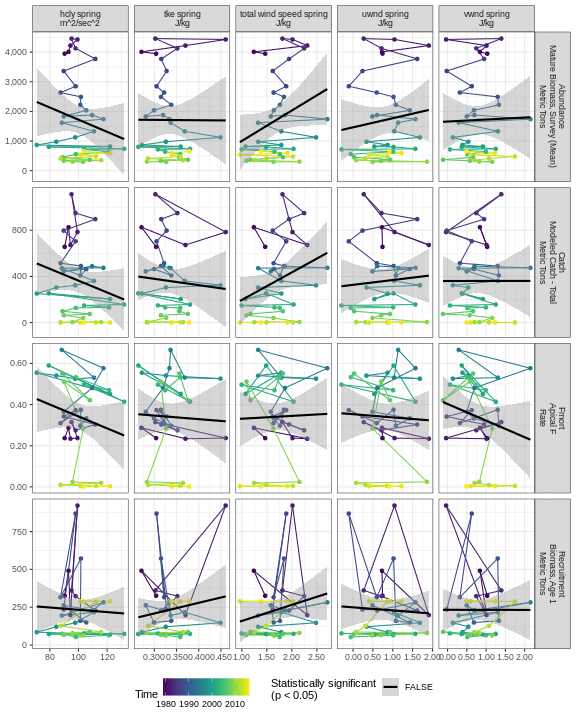 hcly spring
m^2/sec^2
tke spring
J/kg
total wind speed spring
J/kg
uwnd spring
J/kg
vwnd spring
J/kg
4,000
3,000
2,000
1,000
0
Abundance
Mature Biomass, Survey (Mean)
Metric Tons
800
400
0
Catch
Modeled Catch - Total
Metric Tons
0.60
0.40
0.20
0.00
Fmort
Apical F
Rate
750
500
250
0
Recruitment
Biomass, Age 1
Metric Tons
80 100 120
0.300 0.350 0.400 0.450
1.00 1.50 2.00 2.50
0.00 0.50 1.00 1.50 2.00
0.00 0.50 1.00 1.50 2.00
Time
1980 1990 2000 2010
Statistically significant
(p < 0.05)
FALSE